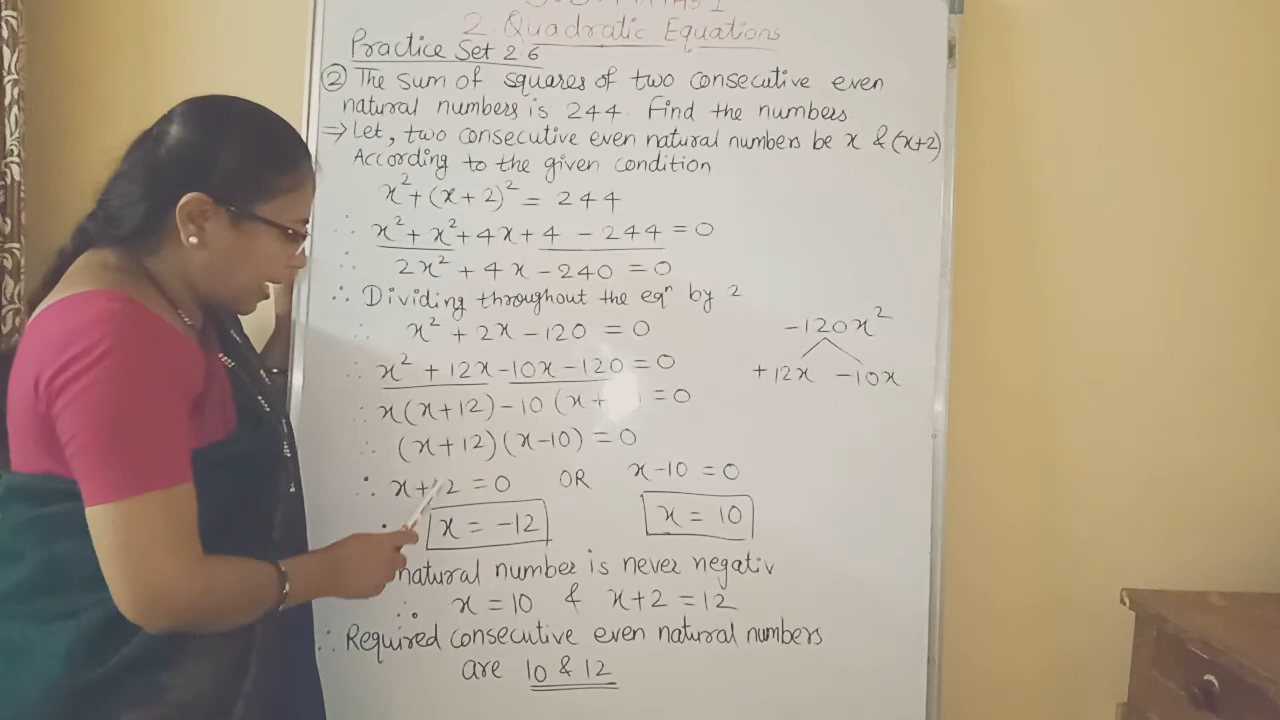 2. Quadratic Equations
Practice Set 2 6
② The sum of squares of two consecutive even
natural numbers is 244. Find the numbers
⇒ Let, two consecutive even natural numbers be x & (x+2)
According to the given condition
x² + (x + 2)² = 244
∴ x² + x² + 4x + 4 - 244 = 0
∴ 2x² + 4x - 240 = 0
∴ Dividing throughout the eqⁿ by 2
∴ x² + 2x - 120 = 0
∴ x² + 12x - 10x - 120 = 0
∴ x(x+12) - 10 (x+ = 0
∴ (x+12)(x-10) = 0
∴ x+12 = 0 OR x-10 = 0
x = -12 x = 10
natural number is never negativ
∴ x = 10 & x+2 = 12
∴ Required consecutive even natural numbers
are 10 & 12
-120x²
+12x -10x